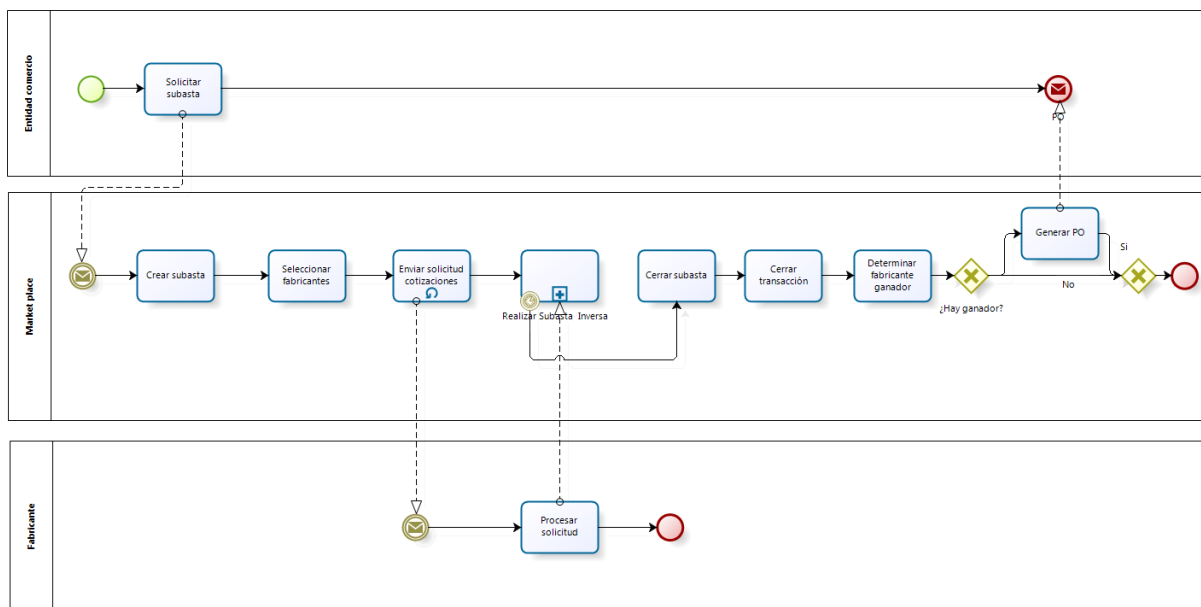 Entidad comercio
Solicitar
subasta
PO
Market place
Crear subasta
Seleccionar
fabricantes
Enviar solicitud
cotizaciones
Realizar Subasta Inversa
Cerrar subasta
Cerrar
transacción
Determinar
fabricante
ganador
¿Hay ganador?
Generar PO
Si
No
Fabricante
Procesar
solicitud